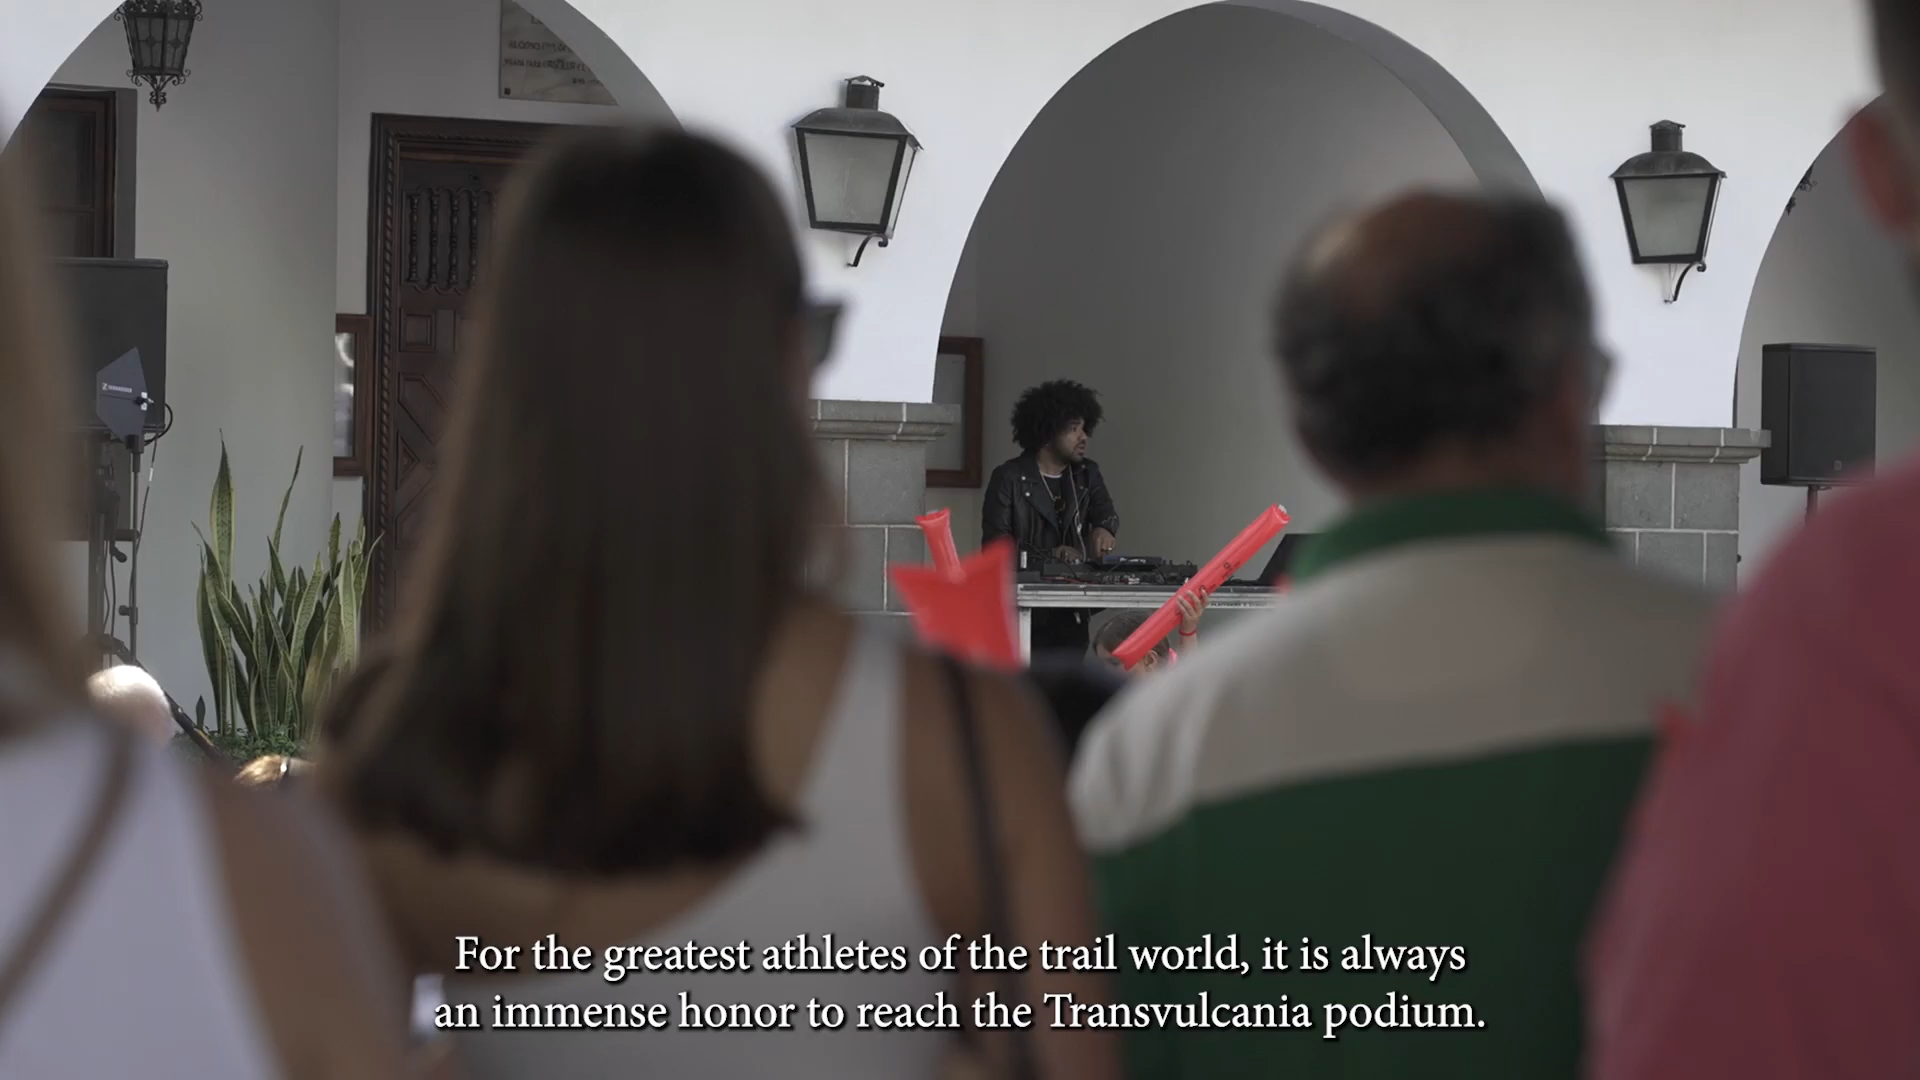 For the greatest athletes of the trail world, it is always
an immense honor to reach the Transvulcania podium.